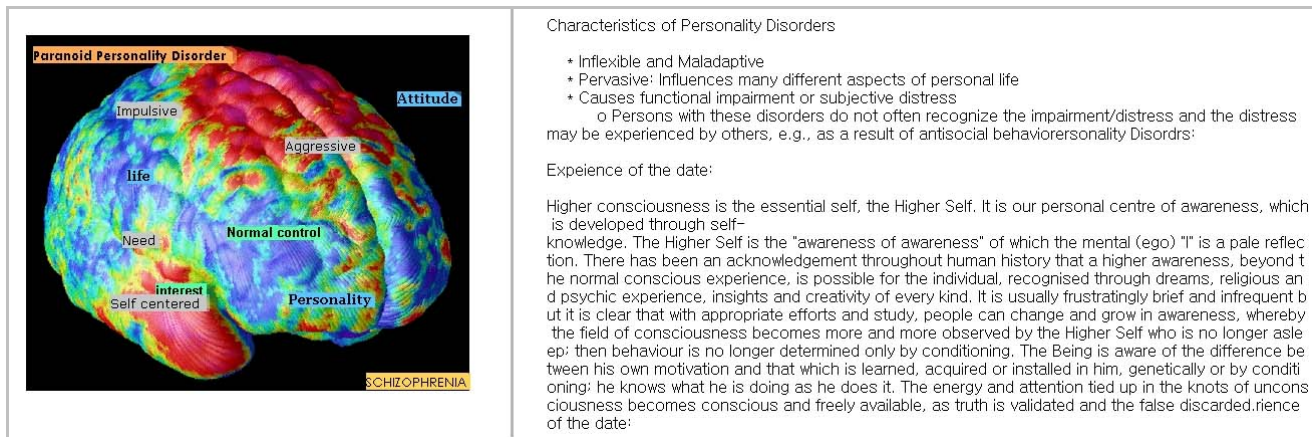 Paranoid Personality Disorder
Attitude
Impulsive
Aggressive
life
Need
Normal control
interest
Self centered
Personality
SCHIZOPHRENIA
Characteristics of Personality Disorders
* Inflexible and Maladaptive
* Pervasive: Influences many different aspects of personal life
* Causes functional impairment or subjective distress
o Persons with these disorders do not often recognize the impairment/distress and the distress
may be experienced by others, e.g., as a result of antisocial behaviorersonality Disordrs:
Expeience of the date:
Higher consciousness is the essential self, the Higher Self. It is our personal centre of awareness, which
is developed through self-
knowledge. The Higher Self is the "awareness of awareness" of which the mental (ego) "I" is a pale reflec
tion. There has been an acknowledgement throughout human history that a higher awareness, beyond t
he normal conscious experience, is possible for the individual, recognised through dreams, religious an
d psychic experience, insights and creativity of every kind. It is usually frustratingly brief and infrequent b
ut it is clear that with appropriate efforts and study, people can change and grow in awareness, whereby
the field of consciousness becomes more and more observed by the Higher Self who is no longer asle
ep; then behaviour is no longer determined only by conditioning. The Being is aware of the difference be
tween his own motivation and that which is learned, acquired or installed in him, genetically or by conditi
oning; he knows what he is doing as he does it. The energy and attention tied up in the knots of uncons
ciousness becomes conscious and freely available, as truth is validated and the false discarded.rience
of the date: